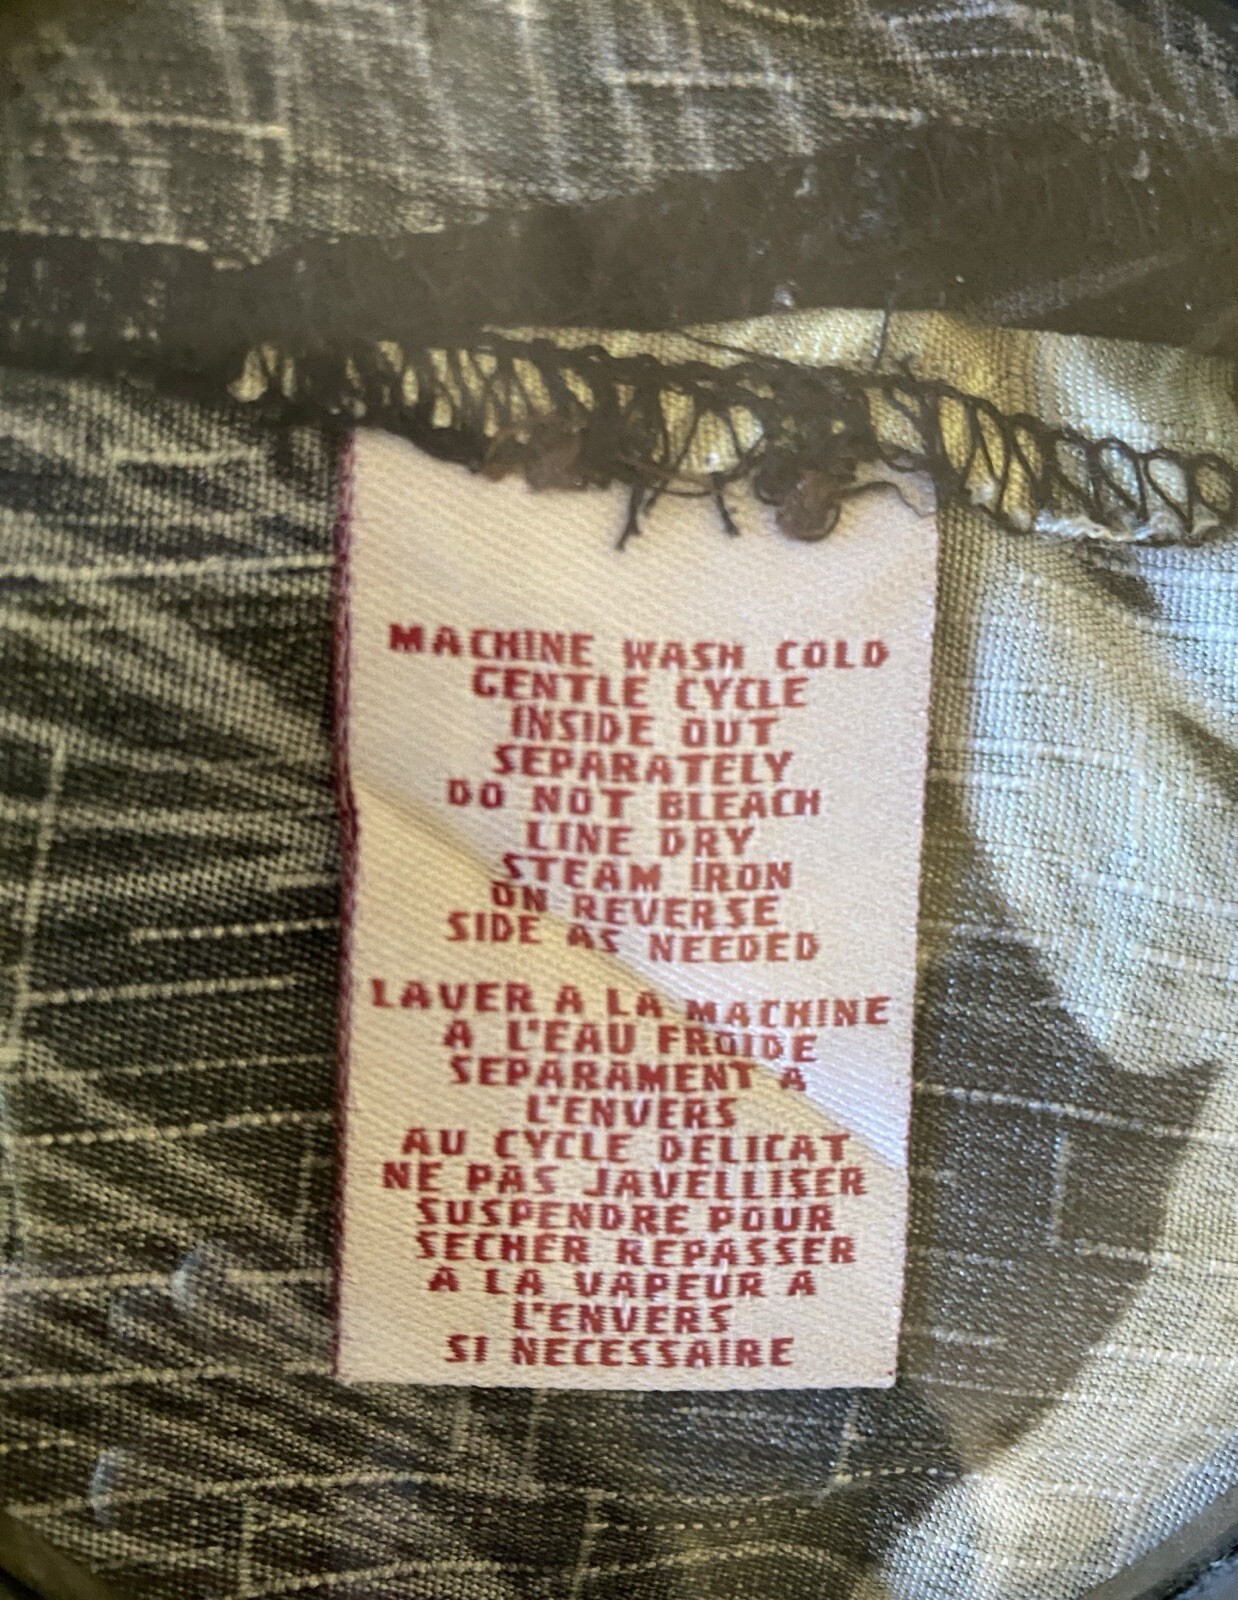 MACHINE WASH COLD
GENTLE CYCLE
INSIDE OUT
SEPARATELY
DO NOT BLEACH
LINE DRY
STEAM IRON
ON REVERSE
SIDE AS NEEDED
LAVER A LA MACHINE
A L'EAU FROIDE
SEPARAMENT A
L'ENVERS
AU CYCLE DELICAT
NE PAS JAVELLISER
SUSPENDRE POUR
SECHER REPASSER
A LA VAPEUR A
L'ENVERS
SI NECESSAIRE